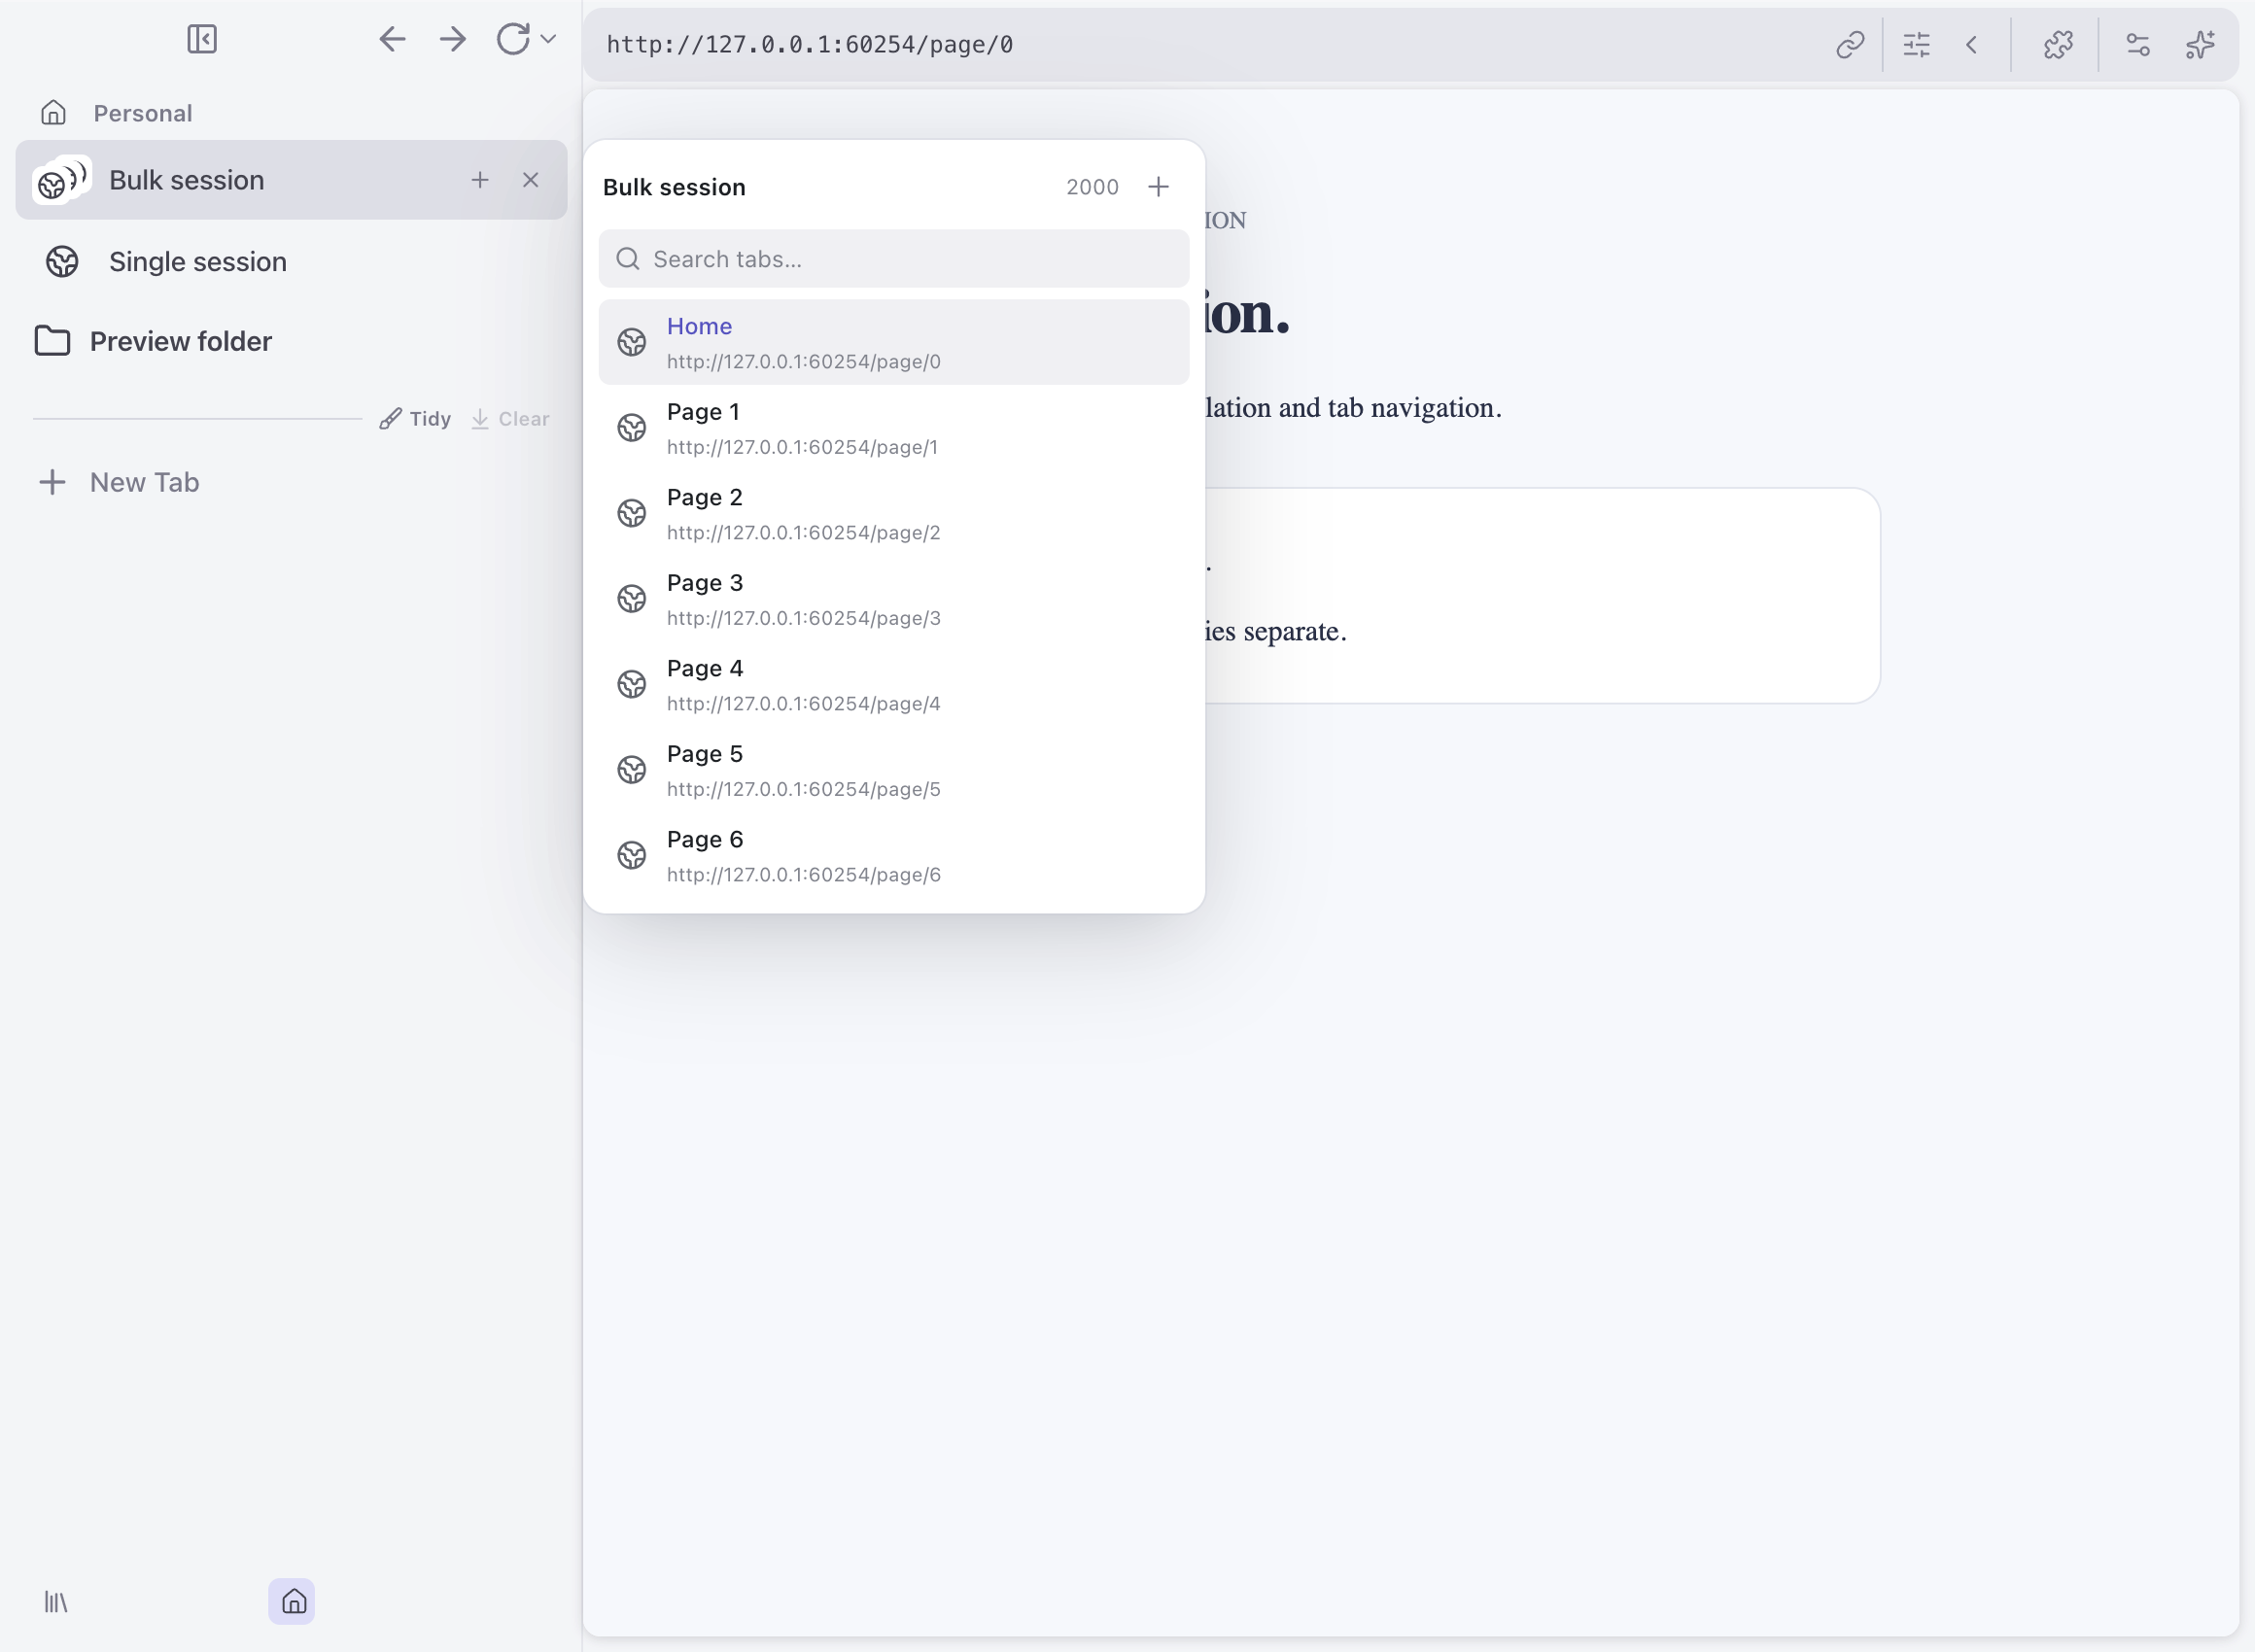 http://127.0.0.1:60254/page/0
Personal
Bulk session
Single session
Preview folder
Tidy
Clear
New Tab
Bulk session
2000
Search tabs...
Home
http://127.0.0.1:60254/page/0
Page 1
http://127.0.0.1:60254/page/1
Page 2
http://127.0.0.1:60254/page/2
Page 3
http://127.0.0.1:60254/page/3
Page 4
http://127.0.0.1:60254/page/4
Page 5
http://127.0.0.1:60254/page/5
Page 6
http://127.0.0.1:60254/page/6
ION
ion.
lation and tab navigation.
.
ies separate.